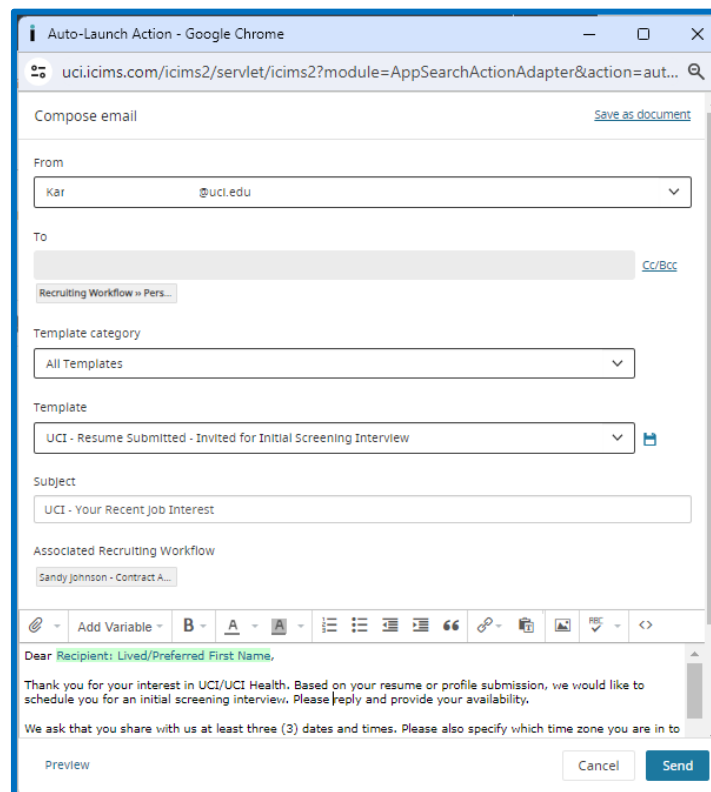 Auto-Launch Action - Google Chrome
uci.icims.com/icims2/servlet/icims2?module=AppSearchActionAdapter&action=aut...
Compose email
Save as document
From
Kar @uci.edu
To
Cc/Bcc
Recruiting Workflow » Pers...
Template category
All Templates
Template
UCI - Resume Submitted - Invited for Initial Screening Interview
Subject
UCI - Your Recent Job Interest
Associated Recruiting Workflow
Sandy Johnson - Contract A...
Add Variable B A A ABC <>
Dear Recipient: Lived/Preferred First Name,
Thank you for your interest in UCI/UCI Health. Based on your resume or profile submission, we would like to
schedule you for an initial screening interview. Please reply and provide your availability.
We ask that you share with us at least three (3) dates and times. Please also specify which time zone you are in to
Preview
Cancel
Send